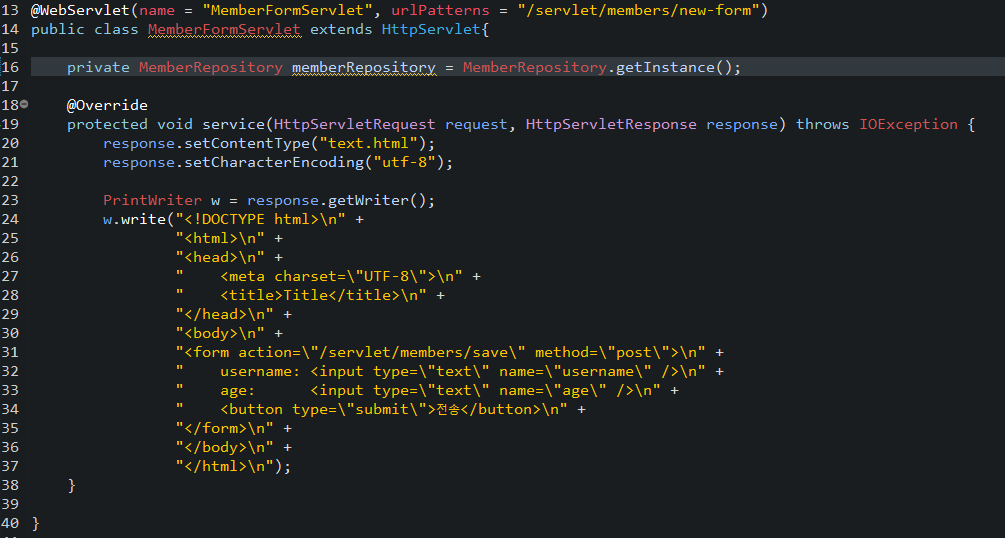 13 @WebServlet(name = "MemberFormServlet", urlPatterns = "/servlet/members/new-form")
14 public class MemberFormServlet extends HttpServlet{
15
16     private MemberRepository memberRepository = MemberRepository.getInstance();
17
18     @Override
19     protected void service(HttpServletRequest request, HttpServletResponse response) throws IOException {
20         response.setContentType("text.html");
21         response.setCharacterEncoding("utf-8");
22
23         PrintWriter w = response.getWriter();
24         w.write("<!DOCTYPE html>\n" +
25                 "<html>\n" +
26                 "<head>\n" +
27                 "    <meta charset=\"UTF-8\">\n" +
28                 "    <title>Title</title>\n" +
29                 "</head>\n" +
30                 "<body>\n" +
31                 "<form action=\"/servlet/members/save\" method=\"post\">\n" +
32                 "    username: <input type=\"text\" name=\"username\" />\n" +
33                 "    age:      <input type=\"text\" name=\"age\" />\n" +
34                 "    <button type=\"submit\">전송</button>\n" +
35                 "</form>\n" +
36                 "</body>\n" +
37                 "</html>\n");
38     }
39
40 }